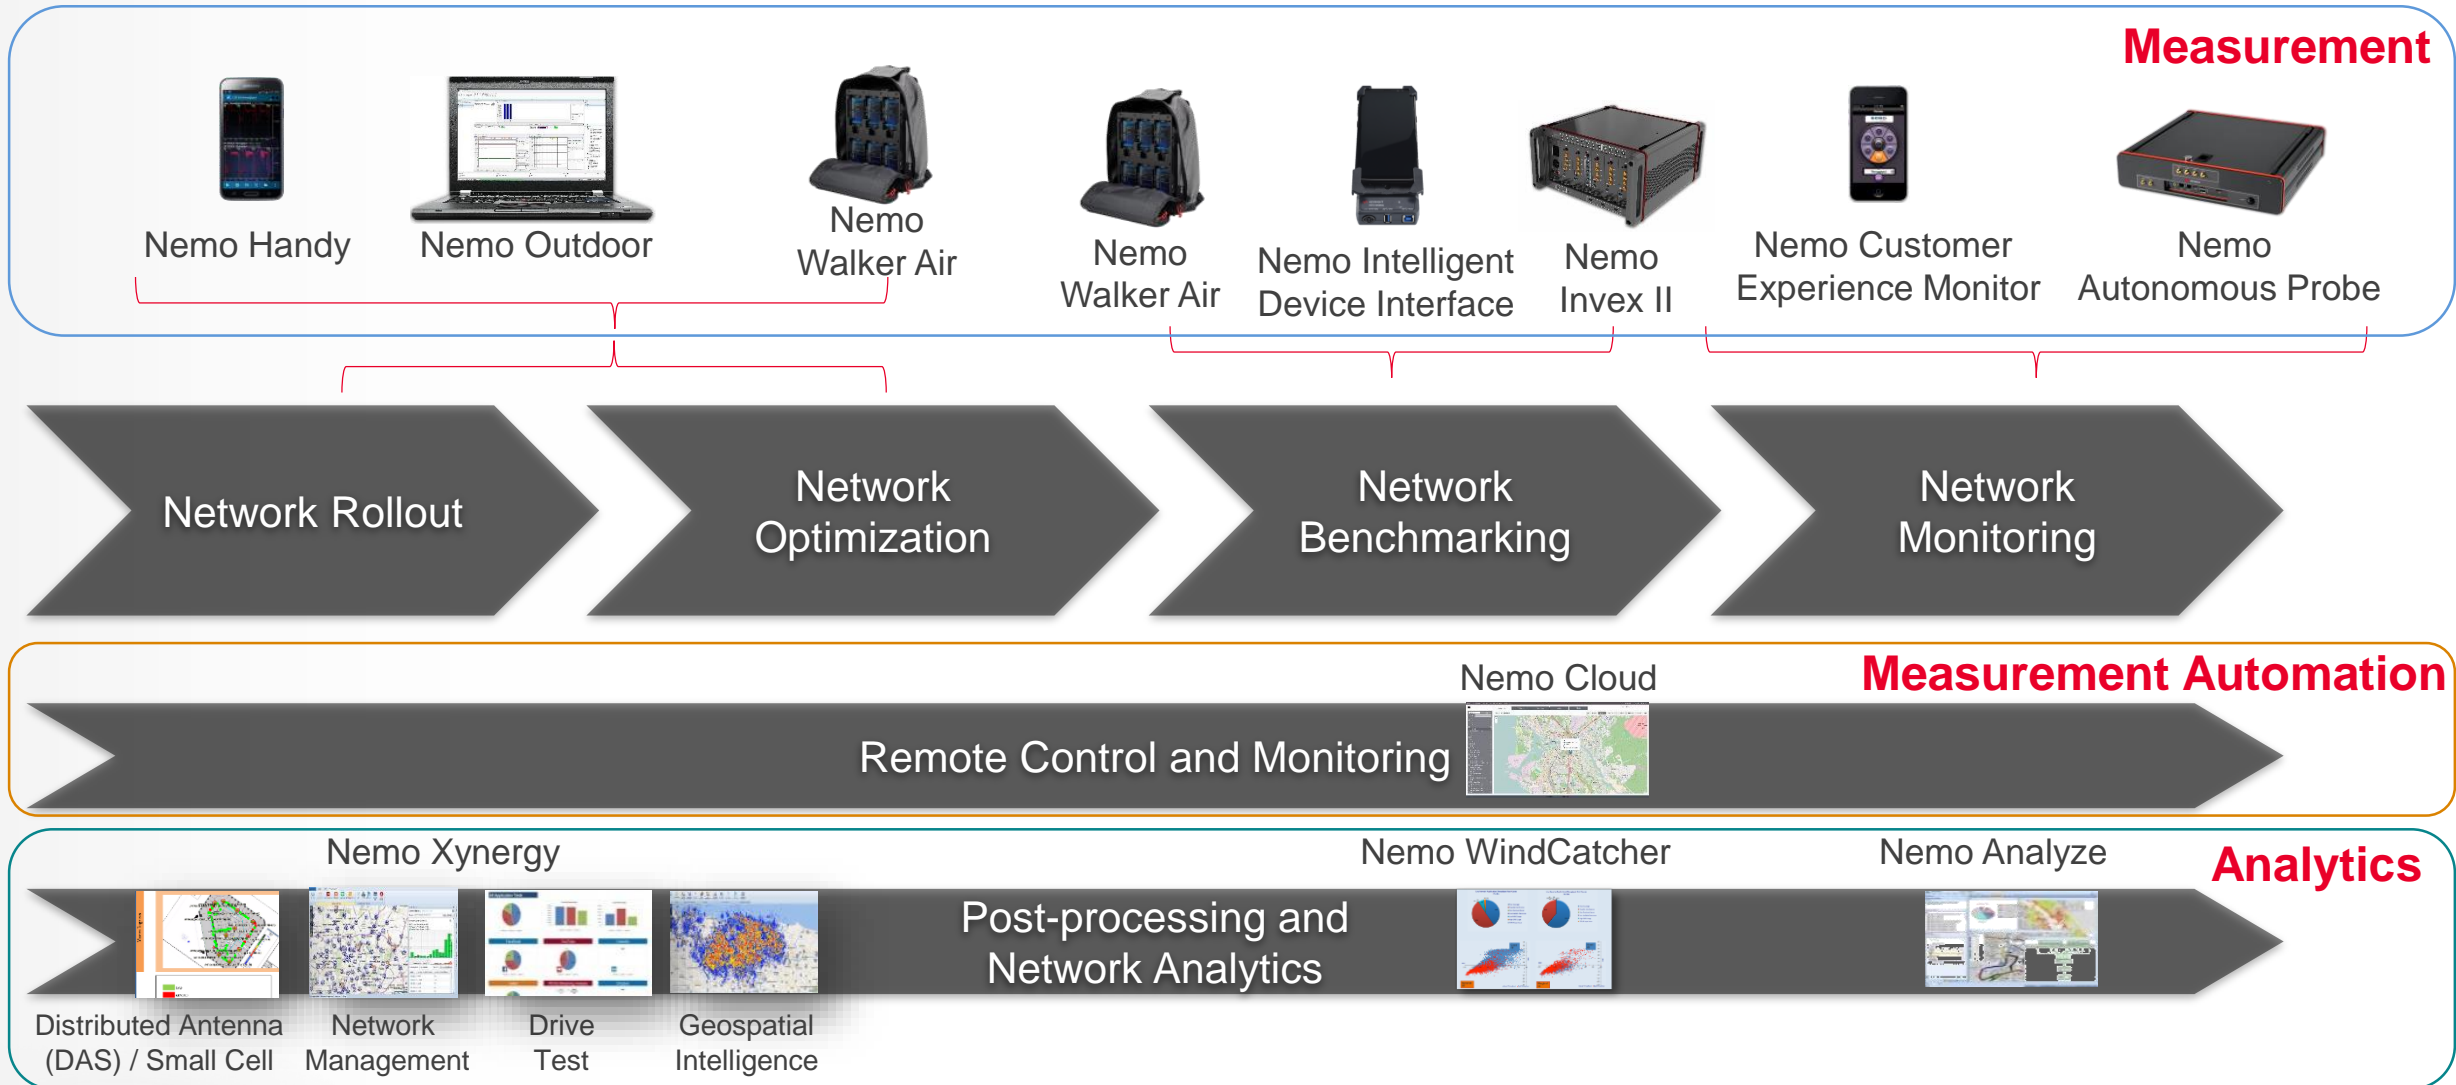 Measurement
Nemo Handy
Nemo Outdoor
Nemo
Walker Air
Nemo
Walker Air
Nemo Intelligent
Device Interface
Nemo
Invex II
Nemo Customer
Experience Monitor
Nemo
Autonomous Probe
Network Rollout
Network
Optimization
Network
Benchmarking
Network
Monitoring
Measurement Automation
Nemo Cloud
Remote Control and Monitoring
Analytics
Nemo Xynergy
Nemo WindCatcher
Nemo Analyze
Post-processing and
Network Analytics
Distributed Antenna
(DAS) / Small Cell
Network
Management
Drive
Test
Geospatial
Intelligence